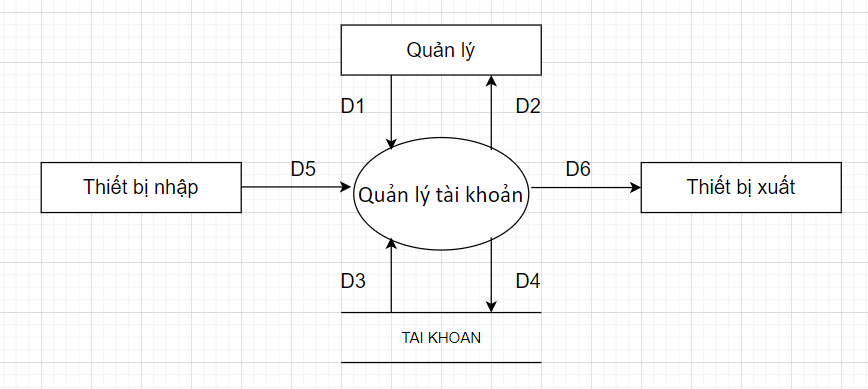 Quản lý
D1
D2
Thiết bị nhập
D5
Quản lý tài khoản
D6
Thiết bị xuất
D3
D4
TAI KHOAN